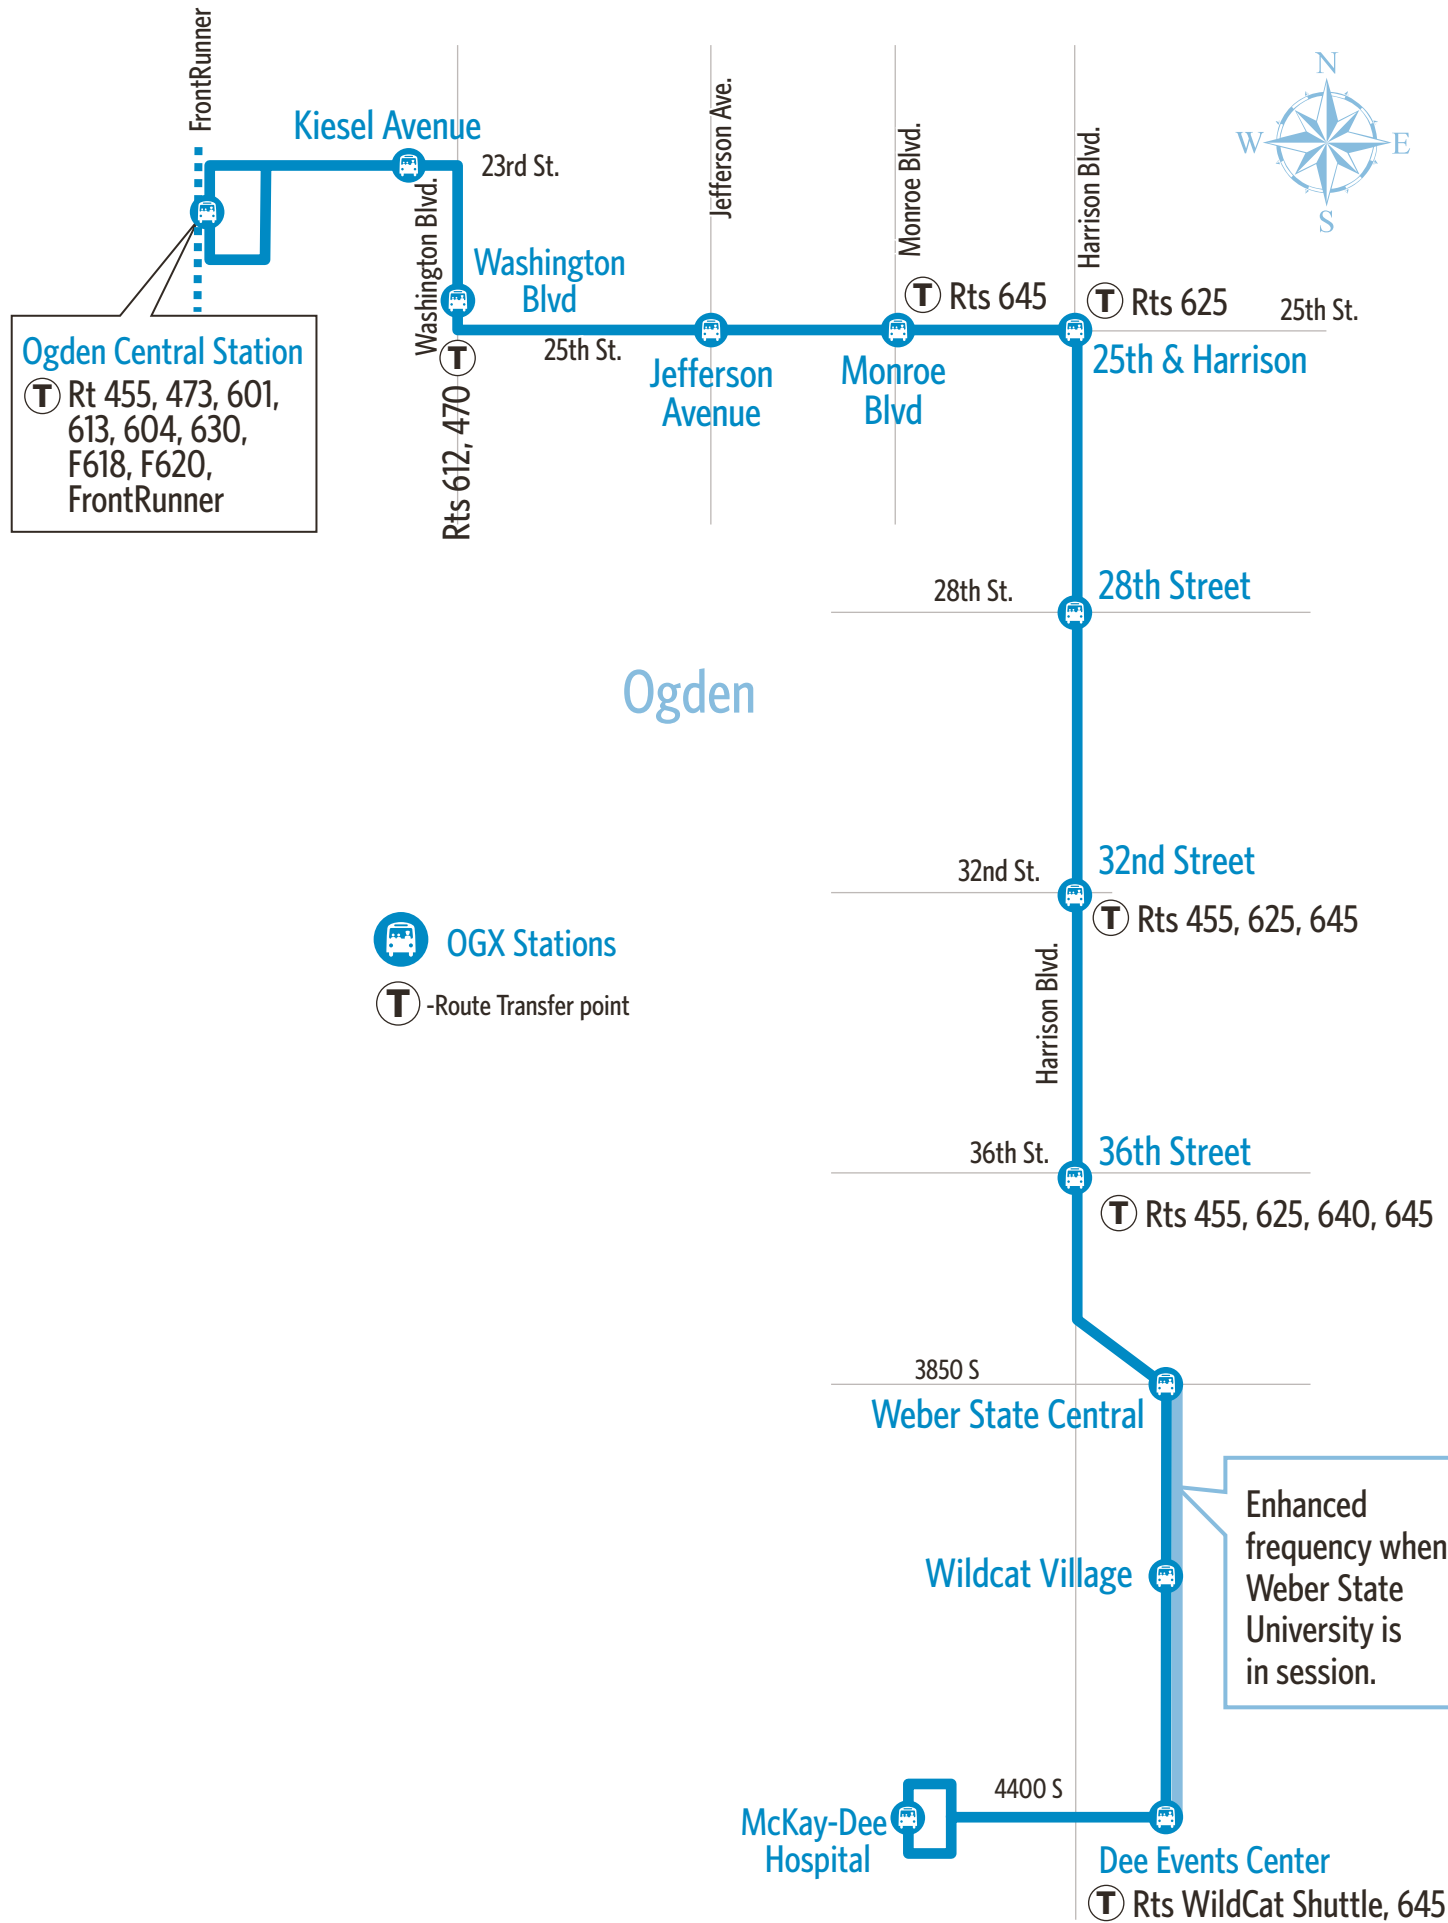 FrontRunner
Kiesel Avenue
23rd St.
Washington Blvd.
Washington
Blvd
Jefferson Ave.
Monroe Blvd.
Harrison Blvd.
N
W
E
S
T Rts 645
T Rts 625
25th St.
25th St.
Ogden Central Station
T Rt 455, 473, 601,
613, 604, 630,
F618, F620,
FrontRunner
T
Rts 612, 470
Jefferson
Avenue
Monroe
Blvd
25th & Harrison
28th St.
28th Street
Ogden
32nd St.
32nd Street
T Rts 455, 625, 645
OGX Stations
T -Route Transfer point
Harrison Blvd.
36th St.
36th Street
T Rts 455, 625, 640, 645
3850 S
Weber State Central
Enhanced
frequency when
Weber State
University is
in session.
Wildcat Village
4400 S
McKay-Dee
Hospital
Dee Events Center
T Rts WildCat Shuttle, 645